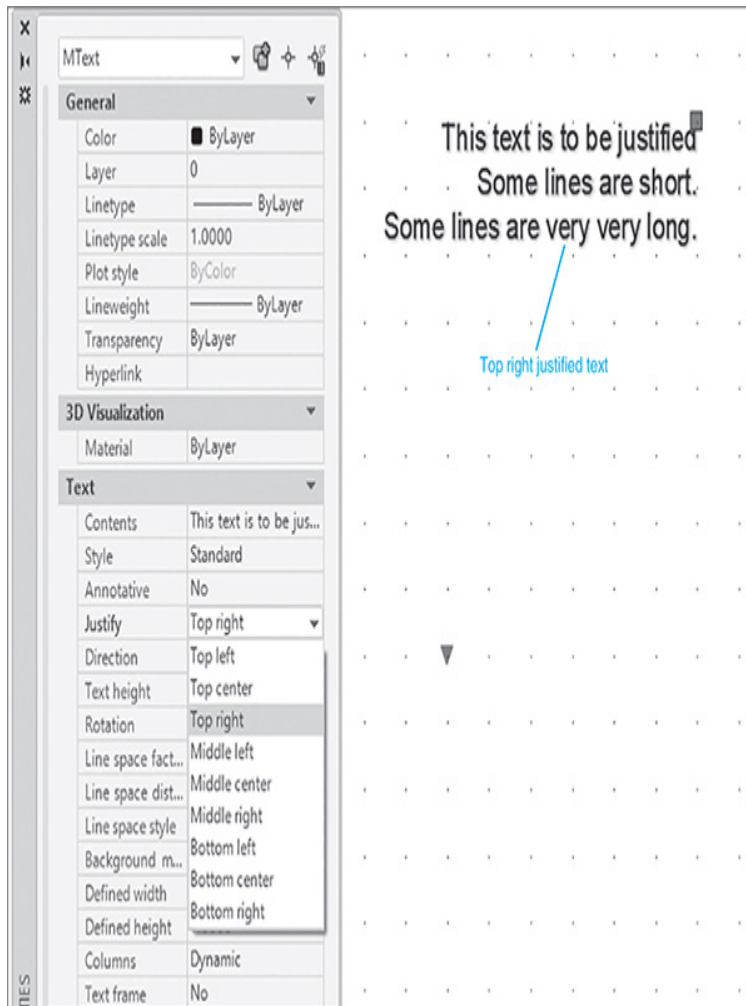 MText
General
Color ByLayer
Layer 0
Linetype ByLayer
Linetype scale 1.0000
Plot style ByColor
Lineweight ByLayer
Transparency ByLayer
Hyperlink
3D Visualization
Material ByLayer
Text
Contents This text is to be jus...
Style Standard
Annotative No
Justify Top right
Direction Top left
Text height Top center
Rotation Top right
Line space fact... Middle left
Line space dist... Middle center
Line space style Middle right
Background m... Bottom left
Defined width Bottom center
Defined height Bottom right
Columns Dynamic
Text frame No
This text is to be justified
Some lines are short.
Some lines are very very long.
Top right justified text